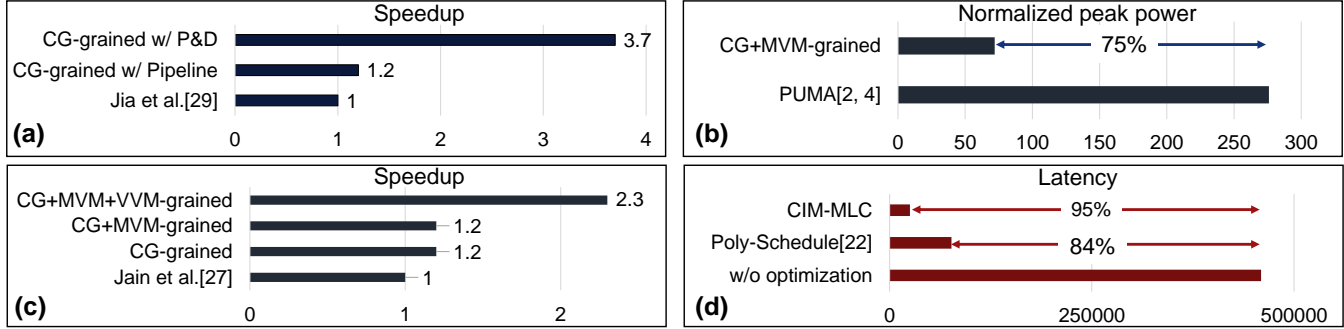 Speedup
CG-grained w/ P&D
3.7
CG-grained w/ Pipeline
1.2
Jia et al.[29]
1
(a)
0 1 2 3 4
Normalized peak power
CG+MVM-grained
75%
PUMA[2, 4]
(b)
0 50 100 150 200 250 300
Speedup
CG+MVM+VVM-grained
2.3
CG+MVM-grained
1.2
CG-grained
1.2
Jain et al.[27]
1
(c)
0 1 2
Latency
CIM-MLC
95%
Poly-Schedule[22]
84%
w/o optimization
(d)
0 250000 500000